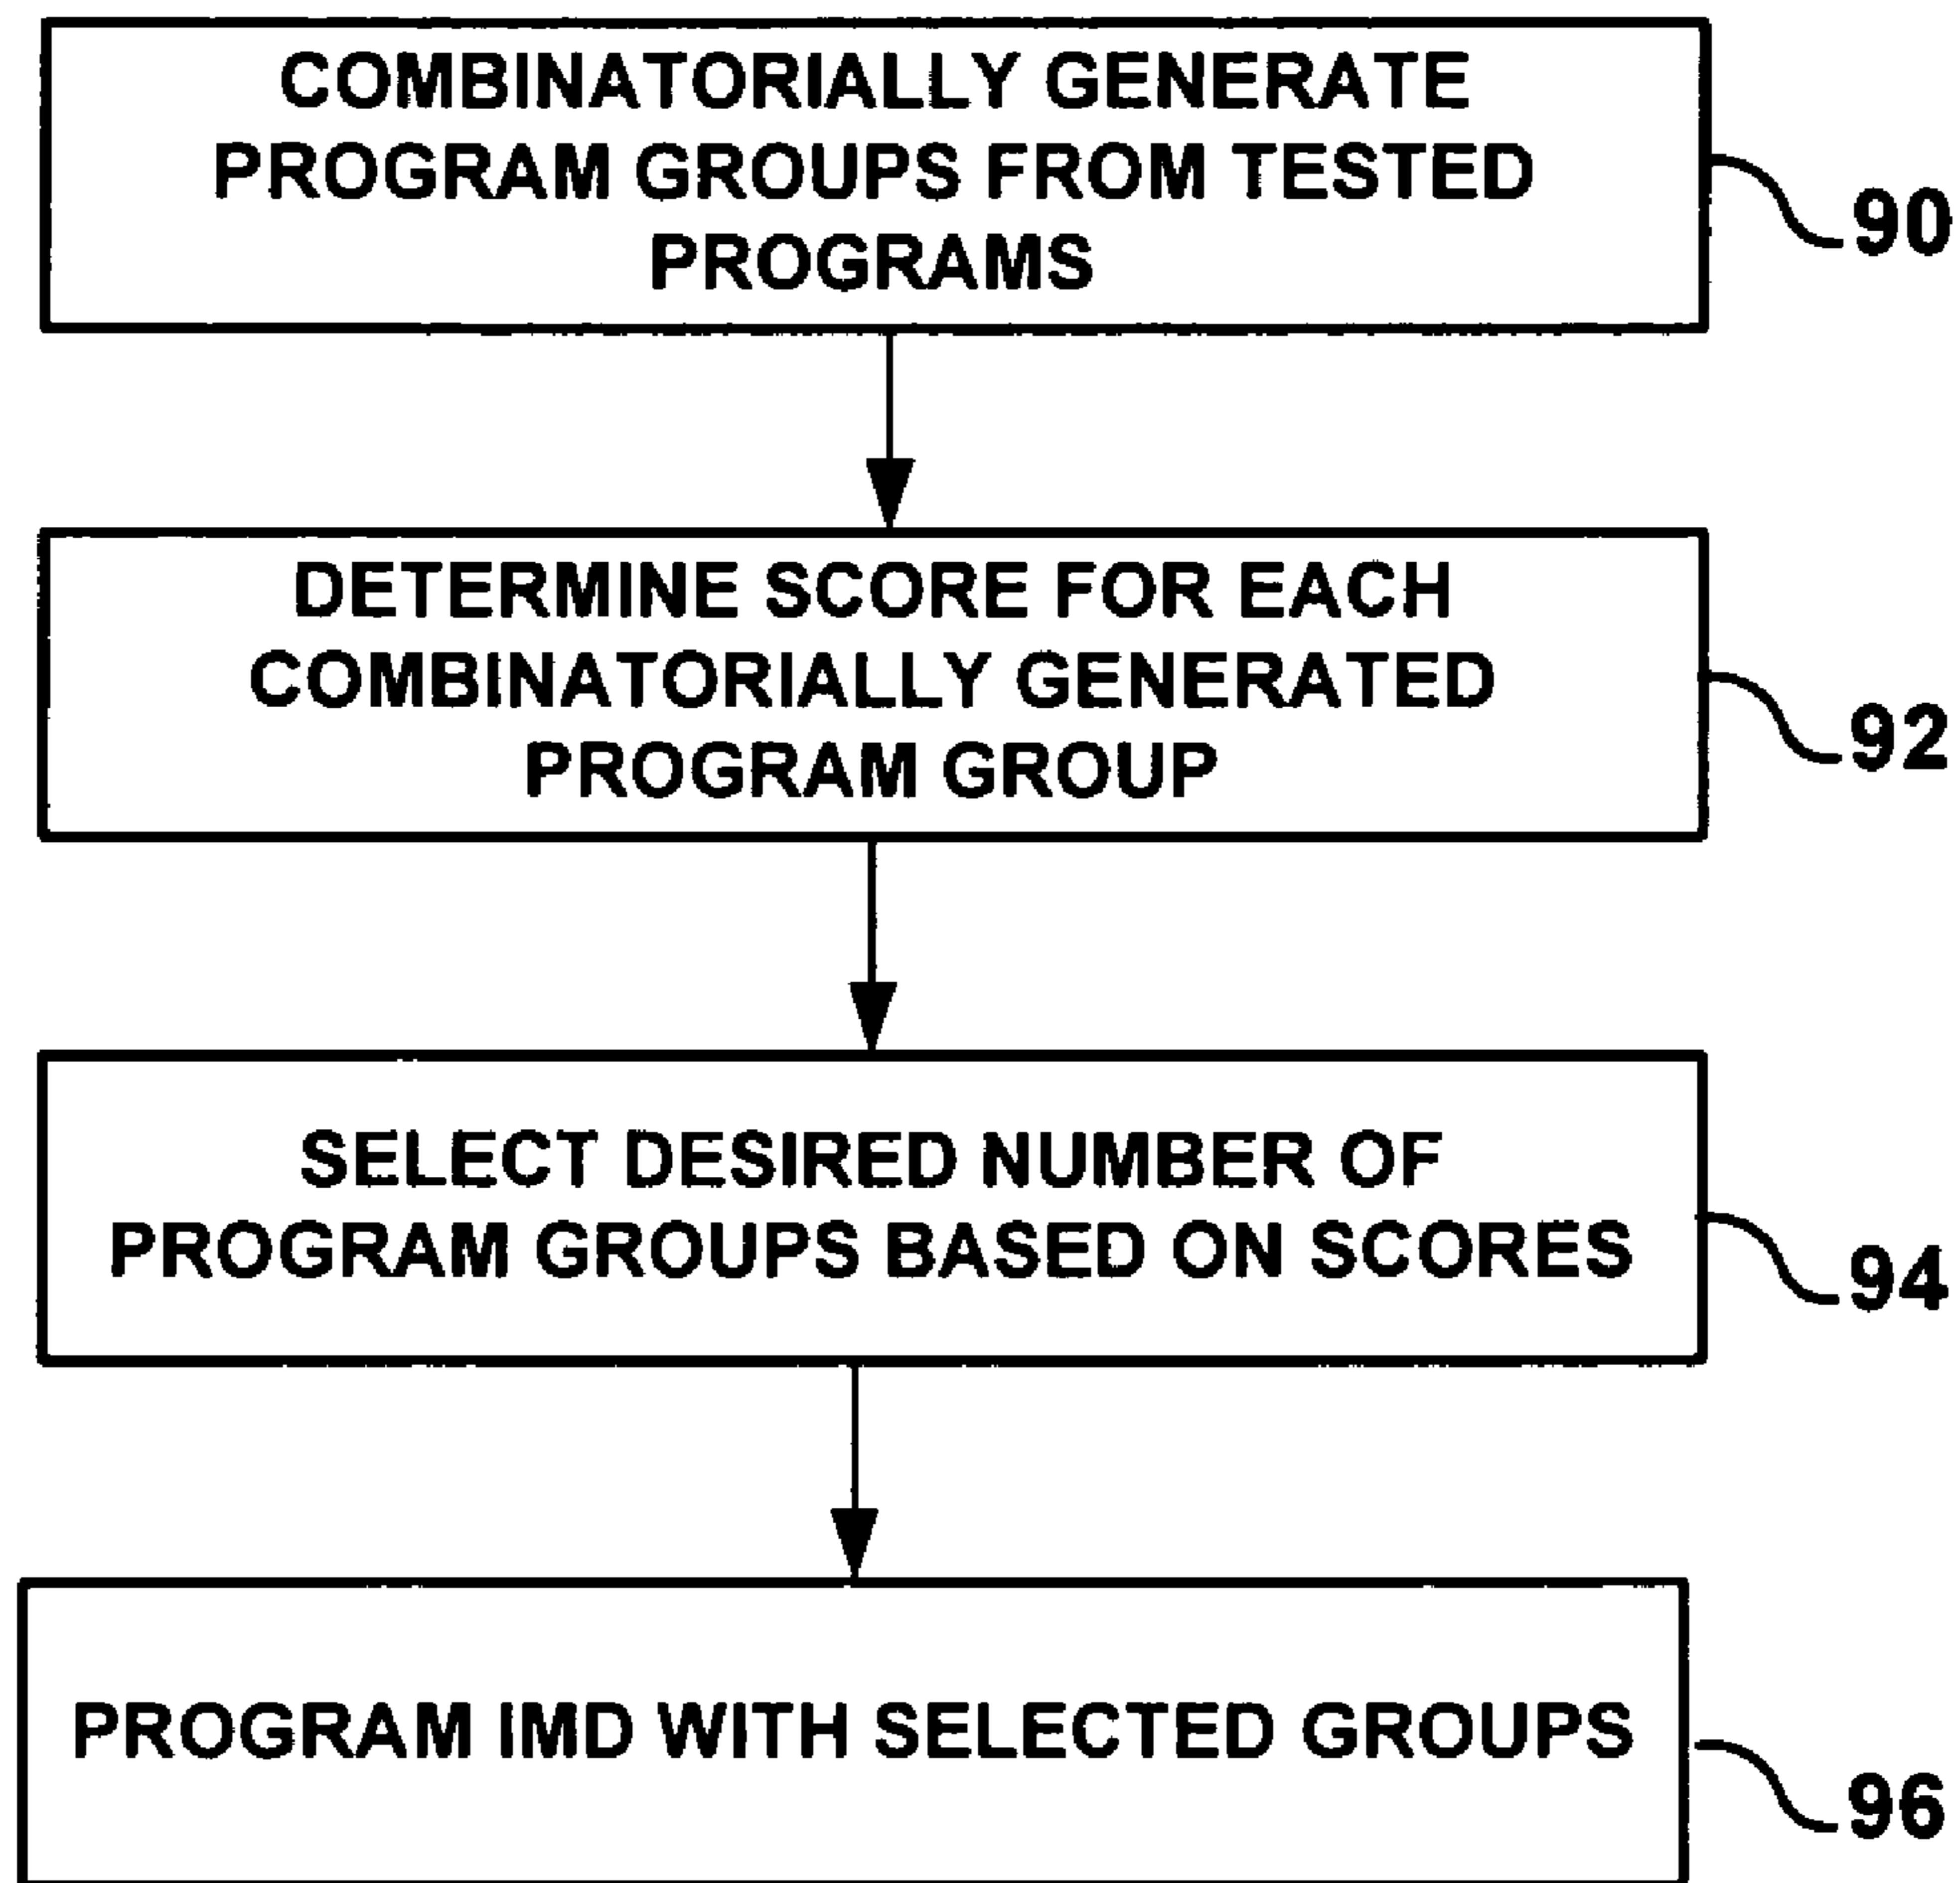 COMBINATORIALLY GENERATE
PROGRAM GROUPS FROM TESTED
PROGRAMS
90
DETERMINE SCORE FOR EACH
COMBINATORIALLY GENERATED
PROGRAM GROUP
92
SELECT DESIRED NUMBER OF
PROGRAM GROUPS BASED ON SCORES
94
PROGRAM IMD WITH SELECTED GROUPS
96